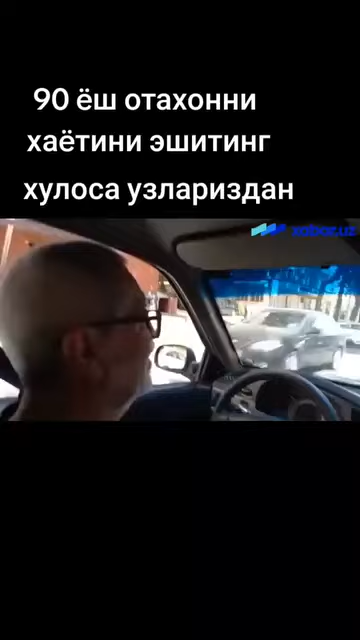 90 ёш отахонни
хаётини эшитинг
хулоса узлариздан
xabar.uz